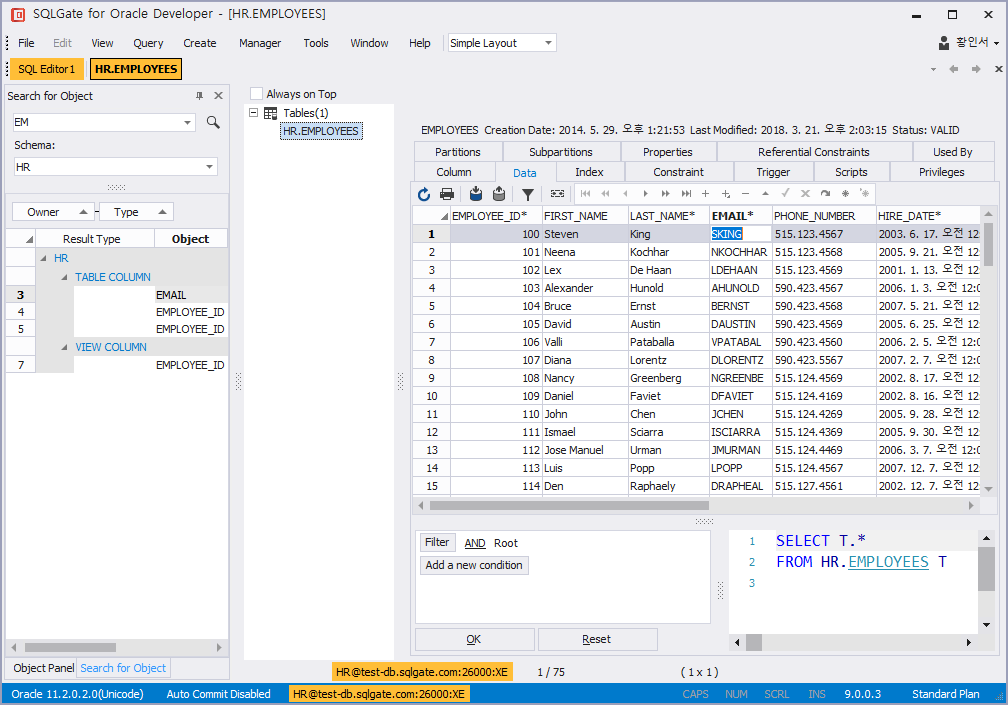 SQLGate for Oracle Developer - [HR.EMPLOYEES]
File Edit View Query Create Manager Tools Window Help Simple Layout 황인서
SQL Editor1 HR.EMPLOYEES
Search for Object
EM
Schema:
HR
Owner Type
Result Type Object
HR
TABLE COLUMN
3 EMAIL
4 EMPLOYEE_ID
5 EMPLOYEE_ID
VIEW COLUMN
7 EMPLOYEE_ID
Object Panel Search for Object
Always on Top
Tables(1)
HR.EMPLOYEES
EMPLOYEES Creation Date: 2014. 5. 29. 오후 1:21:53 Last Modified: 2018. 3. 21. 오후 2:03:15 Status: VALID
Partitions Subpartitions Properties Referential Constraints Used By
Column Data Index Constraint Trigger Scripts Privileges
EMPLOYEE_ID* FIRST_NAME LAST_NAME* EMAIL* PHONE_NUMBER HIRE_DATE*
1 100 Steven King SKING 515.123.4567 2003. 6. 17. 오전 12:
2 101 Neena Kochhar NKOCHHAR 515.123.4568 2005. 9. 21. 오전 12:
3 102 Lex De Haan LDEHAAN 515.123.4569 2001. 1. 13. 오전 12:
4 103 Alexander Hunold AHUNOLD 590.423.4567 2006. 1. 3. 오전 12:0
5 104 Bruce Ernst BERNST 590.423.4568 2007. 5. 21. 오전 12:
6 105 David Austin DAUSTIN 590.423.4569 2005. 6. 25. 오전 12:
7 106 Valli Pataballa VPATABAL 590.423.4560 2006. 2. 5. 오전 12:0
8 107 Diana Lorentz DLORENTZ 590.423.5567 2007. 2. 7. 오전 12:0
9 108 Nancy Greenberg NGREENBE 515.124.4569 2002. 8. 17. 오전 12:
10 109 Daniel Faviet DFAVIET 515.124.4169 2002. 8. 16. 오전 12:
11 110 John Chen JCHEN 515.124.4269 2005. 9. 28. 오전 12:
12 111 Ismael Sciarra ISCIARRA 515.124.4369 2005. 9. 30. 오전 12:
13 112 Jose Manuel Urman JMURMAN 515.124.4469 2006. 3. 7. 오전 12:0
14 113 Luis Popp LPOPP 515.124.4567 2007. 12. 7. 오전 12:
15 114 Den Raphaely DRAPHEAL 515.127.4561 2002. 12. 7. 오전 12:
Filter AND Root
Add a new condition
OK Reset
1 SELECT T.*
2 FROM HR.EMPLOYEES T
3
HR@test-db.sqlgate.com:26000:XE 1 / 75 ( 1 x 1 )
Oracle 11.2.0.2.0(Unicode) Auto Commit Disabled HR@test-db.sqlgate.com:26000:XE CAPS NUM SCRL INS 9.0.0.3 Standard Plan